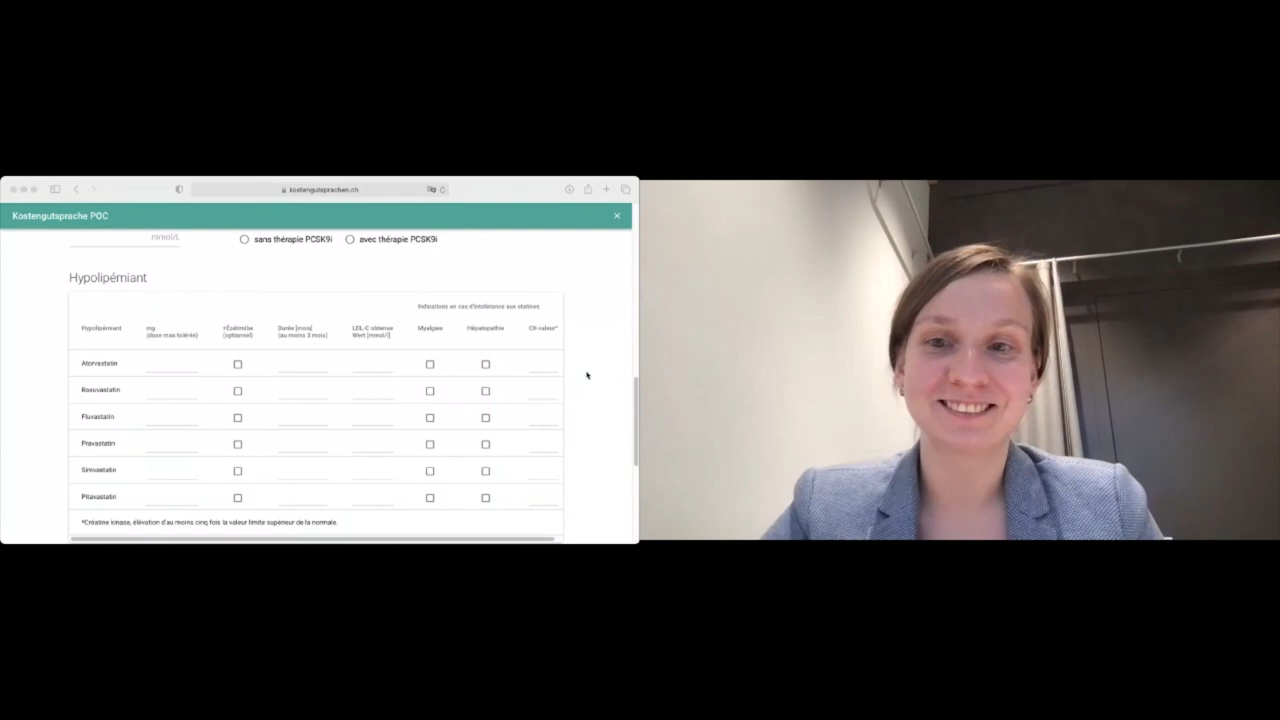 kostengutsprachen.ch
Kostengutsprache POC
mmol/L
sans thérapie PCSK9i
avec thérapie PCSK9i
Hypolipémiant
Indications en cas d'intolérance aux statines
Hypolipémiant
mg
(dose max.tolérée)
+Ézétimibe
(optionnel)
Durée [mois]
(au moins 3 mois)
LDL-C obtenue
Wert [mmol/l]
Myalgies
Hépatopathie
CK-valeur*
Atorvastatin
Rosuvastatin
Fluvastatin
Pravastatin
Simvastatin
Pitavastatin
*Créatine kinase, élévation d'au moins cinq fois la valeur limite supérieur de la normale.